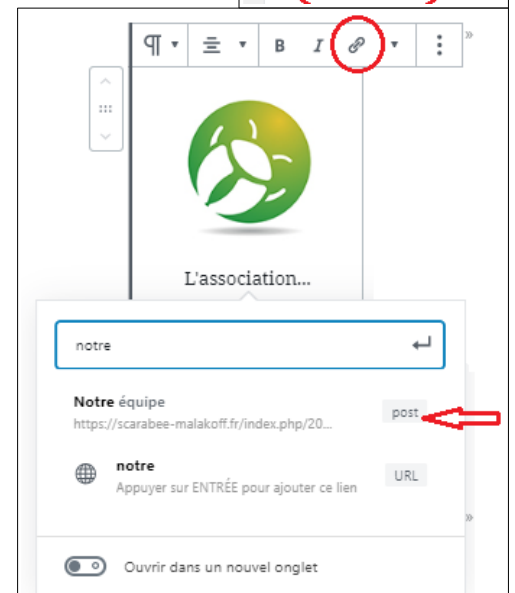 B I
»
L'association...
notre
Notre équipe
post
https://scarabee-malakoff.fr/index.php/20...
notre
URL
Appuyer sur ENTRÉE pour ajouter ce lien
»
Ouvrir dans un nouvel onglet